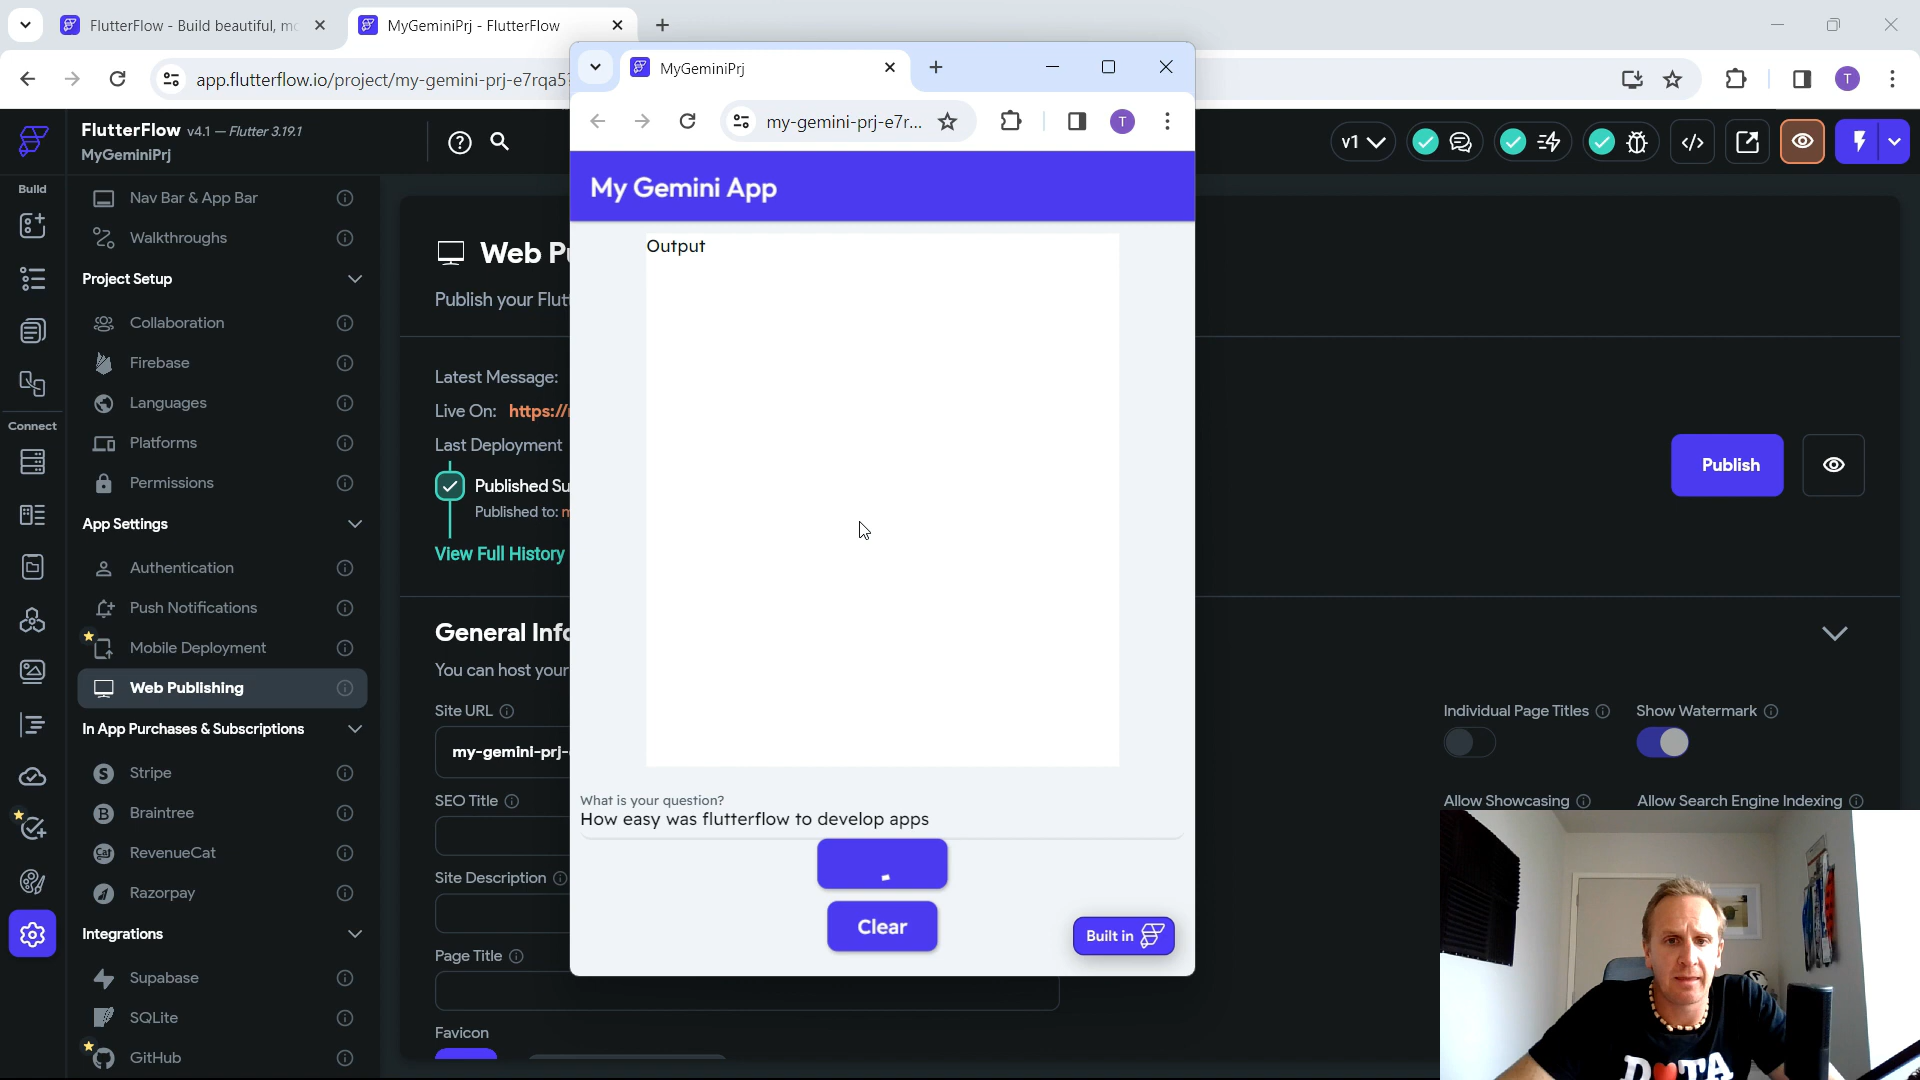 FlutterFlow - Build beautiful, mo
MyGeminiPrj - FlutterFlow
app.flutterflow.io/project/my-gemini-prj-e7rqa5
T
FlutterFlow v4.1 — Flutter 3.19.1
MyGeminiPrj
v1
Build
Connect
Nav Bar & App Bar
Walkthroughs
Project Setup
Collaboration
Firebase
Languages
Platforms
Permissions
App Settings
Authentication
Push Notifications
Mobile Deployment
Web Publishing
In App Purchases & Subscriptions
Stripe
Braintree
RevenueCat
Razorpay
Integrations
Supabase
SQLite
GitHub
Web Pu
Publish your Flut
Latest Message:
Live On: https://
Last Deployment
Published Su
Published to:
View Full History
Publish
General Info
You can host your
Site URL
my-gemini-prj-
SEO Title
Site Description
Page Title
Favicon
Individual Page Titles
Show Watermark
Allow Showcasing
Allow Search Engine Indexing
MyGeminiPrj
my-gemini-prj-e7r...
T
My Gemini App
Output
What is your question?
How easy was flutterflow to develop apps
Clear
Built in